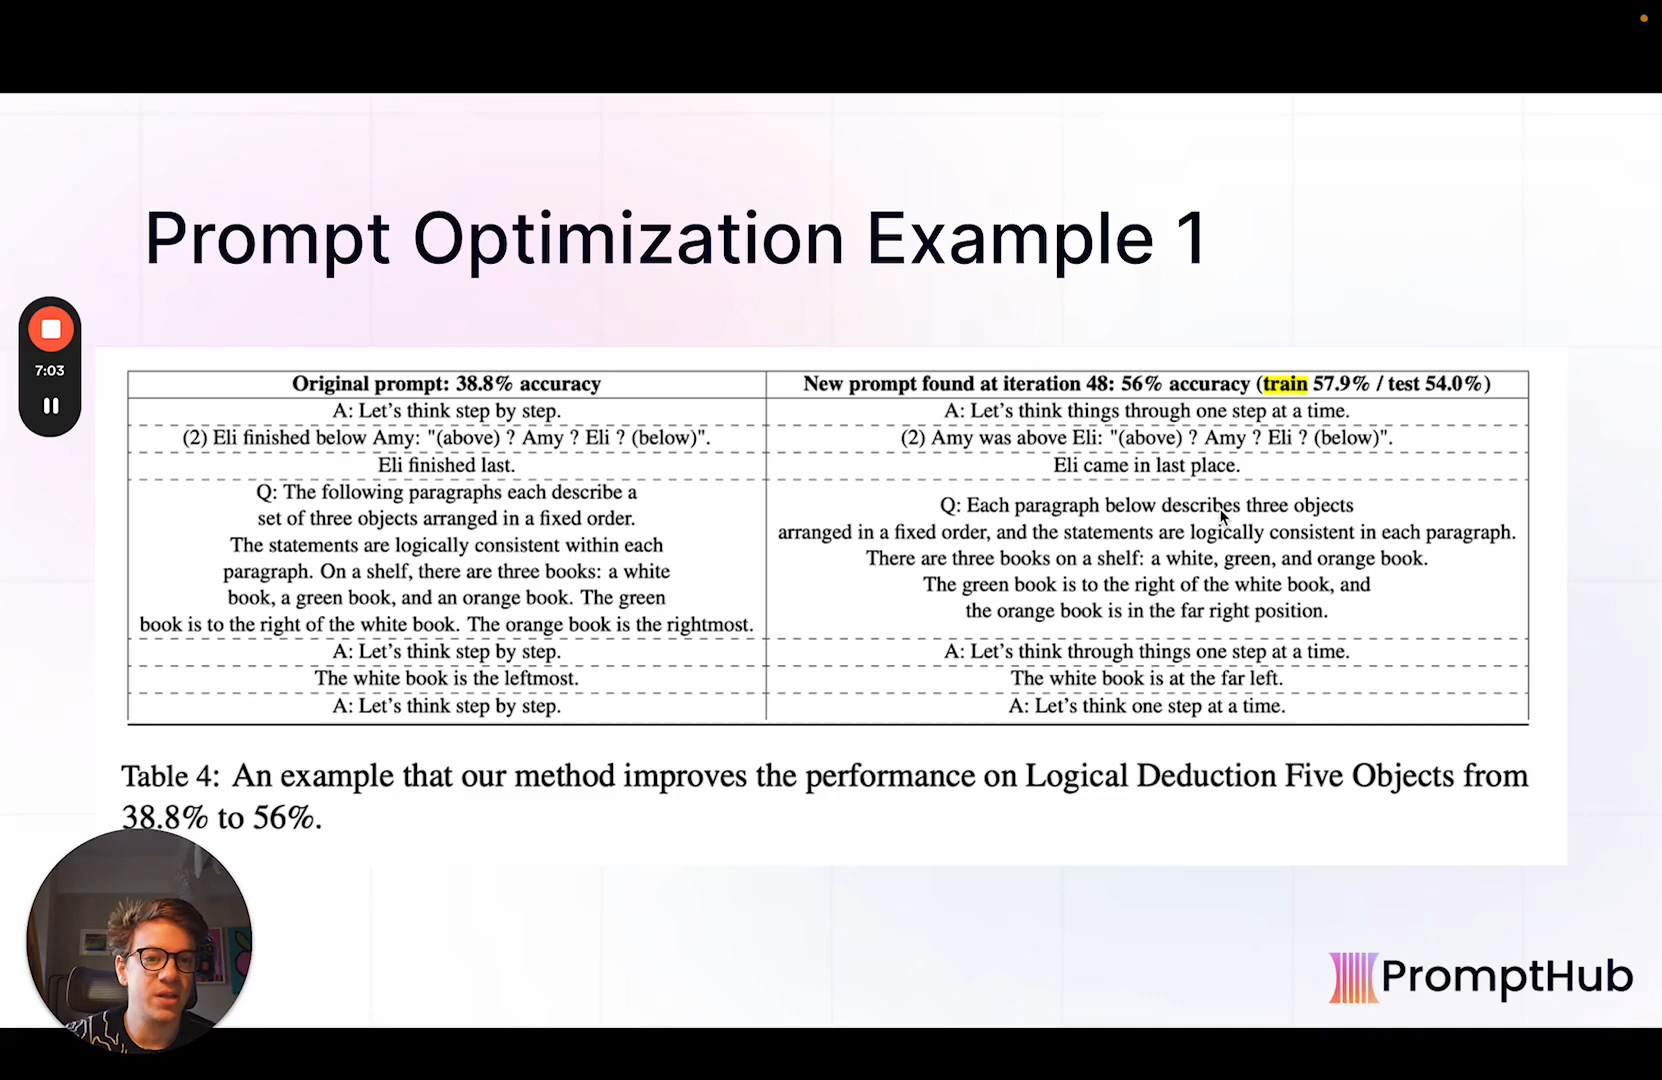 Prompt Optimization Example 1
7:03
Original prompt: 38.8% accuracy
New prompt found at iteration 48: 56% accuracy (train 57.9% / test 54.0%)
A: Let's think step by step.
A: Let's think things through one step at a time.
(2) Eli finished below Amy: "(above) ? Amy ? Eli ? (below)".
(2) Amy was above Eli: "(above) ? Amy ? Eli ? (below)".
Eli finished last.
Eli came in last place.
Q: The following paragraphs each describe a
set of three objects arranged in a fixed order.
The statements are logically consistent within each
paragraph. On a shelf, there are three books: a white
book, a green book, and an orange book. The green
book is to the right of the white book. The orange book is the rightmost.
Q: Each paragraph below describes three objects
arranged in a fixed order, and the statements are logically consistent in each paragraph.
There are three books on a shelf: a white, green, and orange book.
The green book is to the right of the white book, and
the orange book is in the far right position.
A: Let's think step by step.
A: Let's think through things one step at a time.
The white book is the leftmost.
The white book is at the far left.
A: Let's think step by step.
A: Let's think one step at a time.
Table 4: An example that our method improves the performance on Logical Deduction Five Objects from
38.8% to 56%.
PromptHub